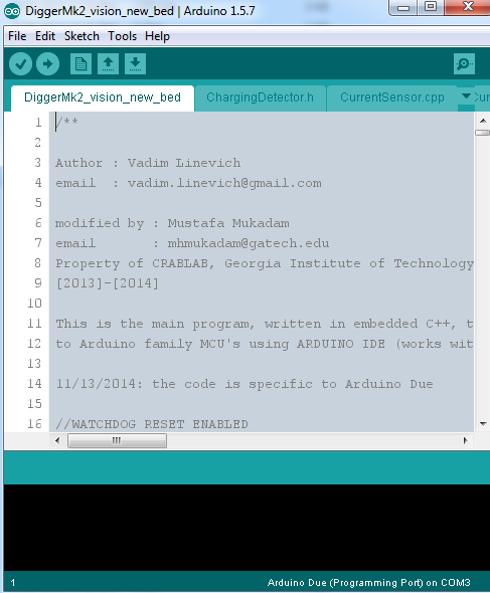 DiggerMk2_vision_new_bed | Arduino 1.5.7
File Edit Sketch Tools Help
DiggerMk2_vision_new_bed ChargingDetector.h CurrentSensor.cpp Cur
1 /**
2
3 Author : Vadim Linevich
4 email : vadim.linevich@gmail.com
5
6 modified by : Mustafa Mukadam
7 email : mhmukadam@gatech.edu
8 Property of CRABLAB, Georgia Institute of Technology
9 [2013]-[2014]
10
11 This is the main program, written in embedded C++, t
12 to Arduino family MCU's using ARDUINO IDE (works wit
13
14 11/13/2014: the code is specific to Arduino Due
15
16 //WATCHDOG RESET ENABLED
1 Arduino Due (Programming Port) on COM3